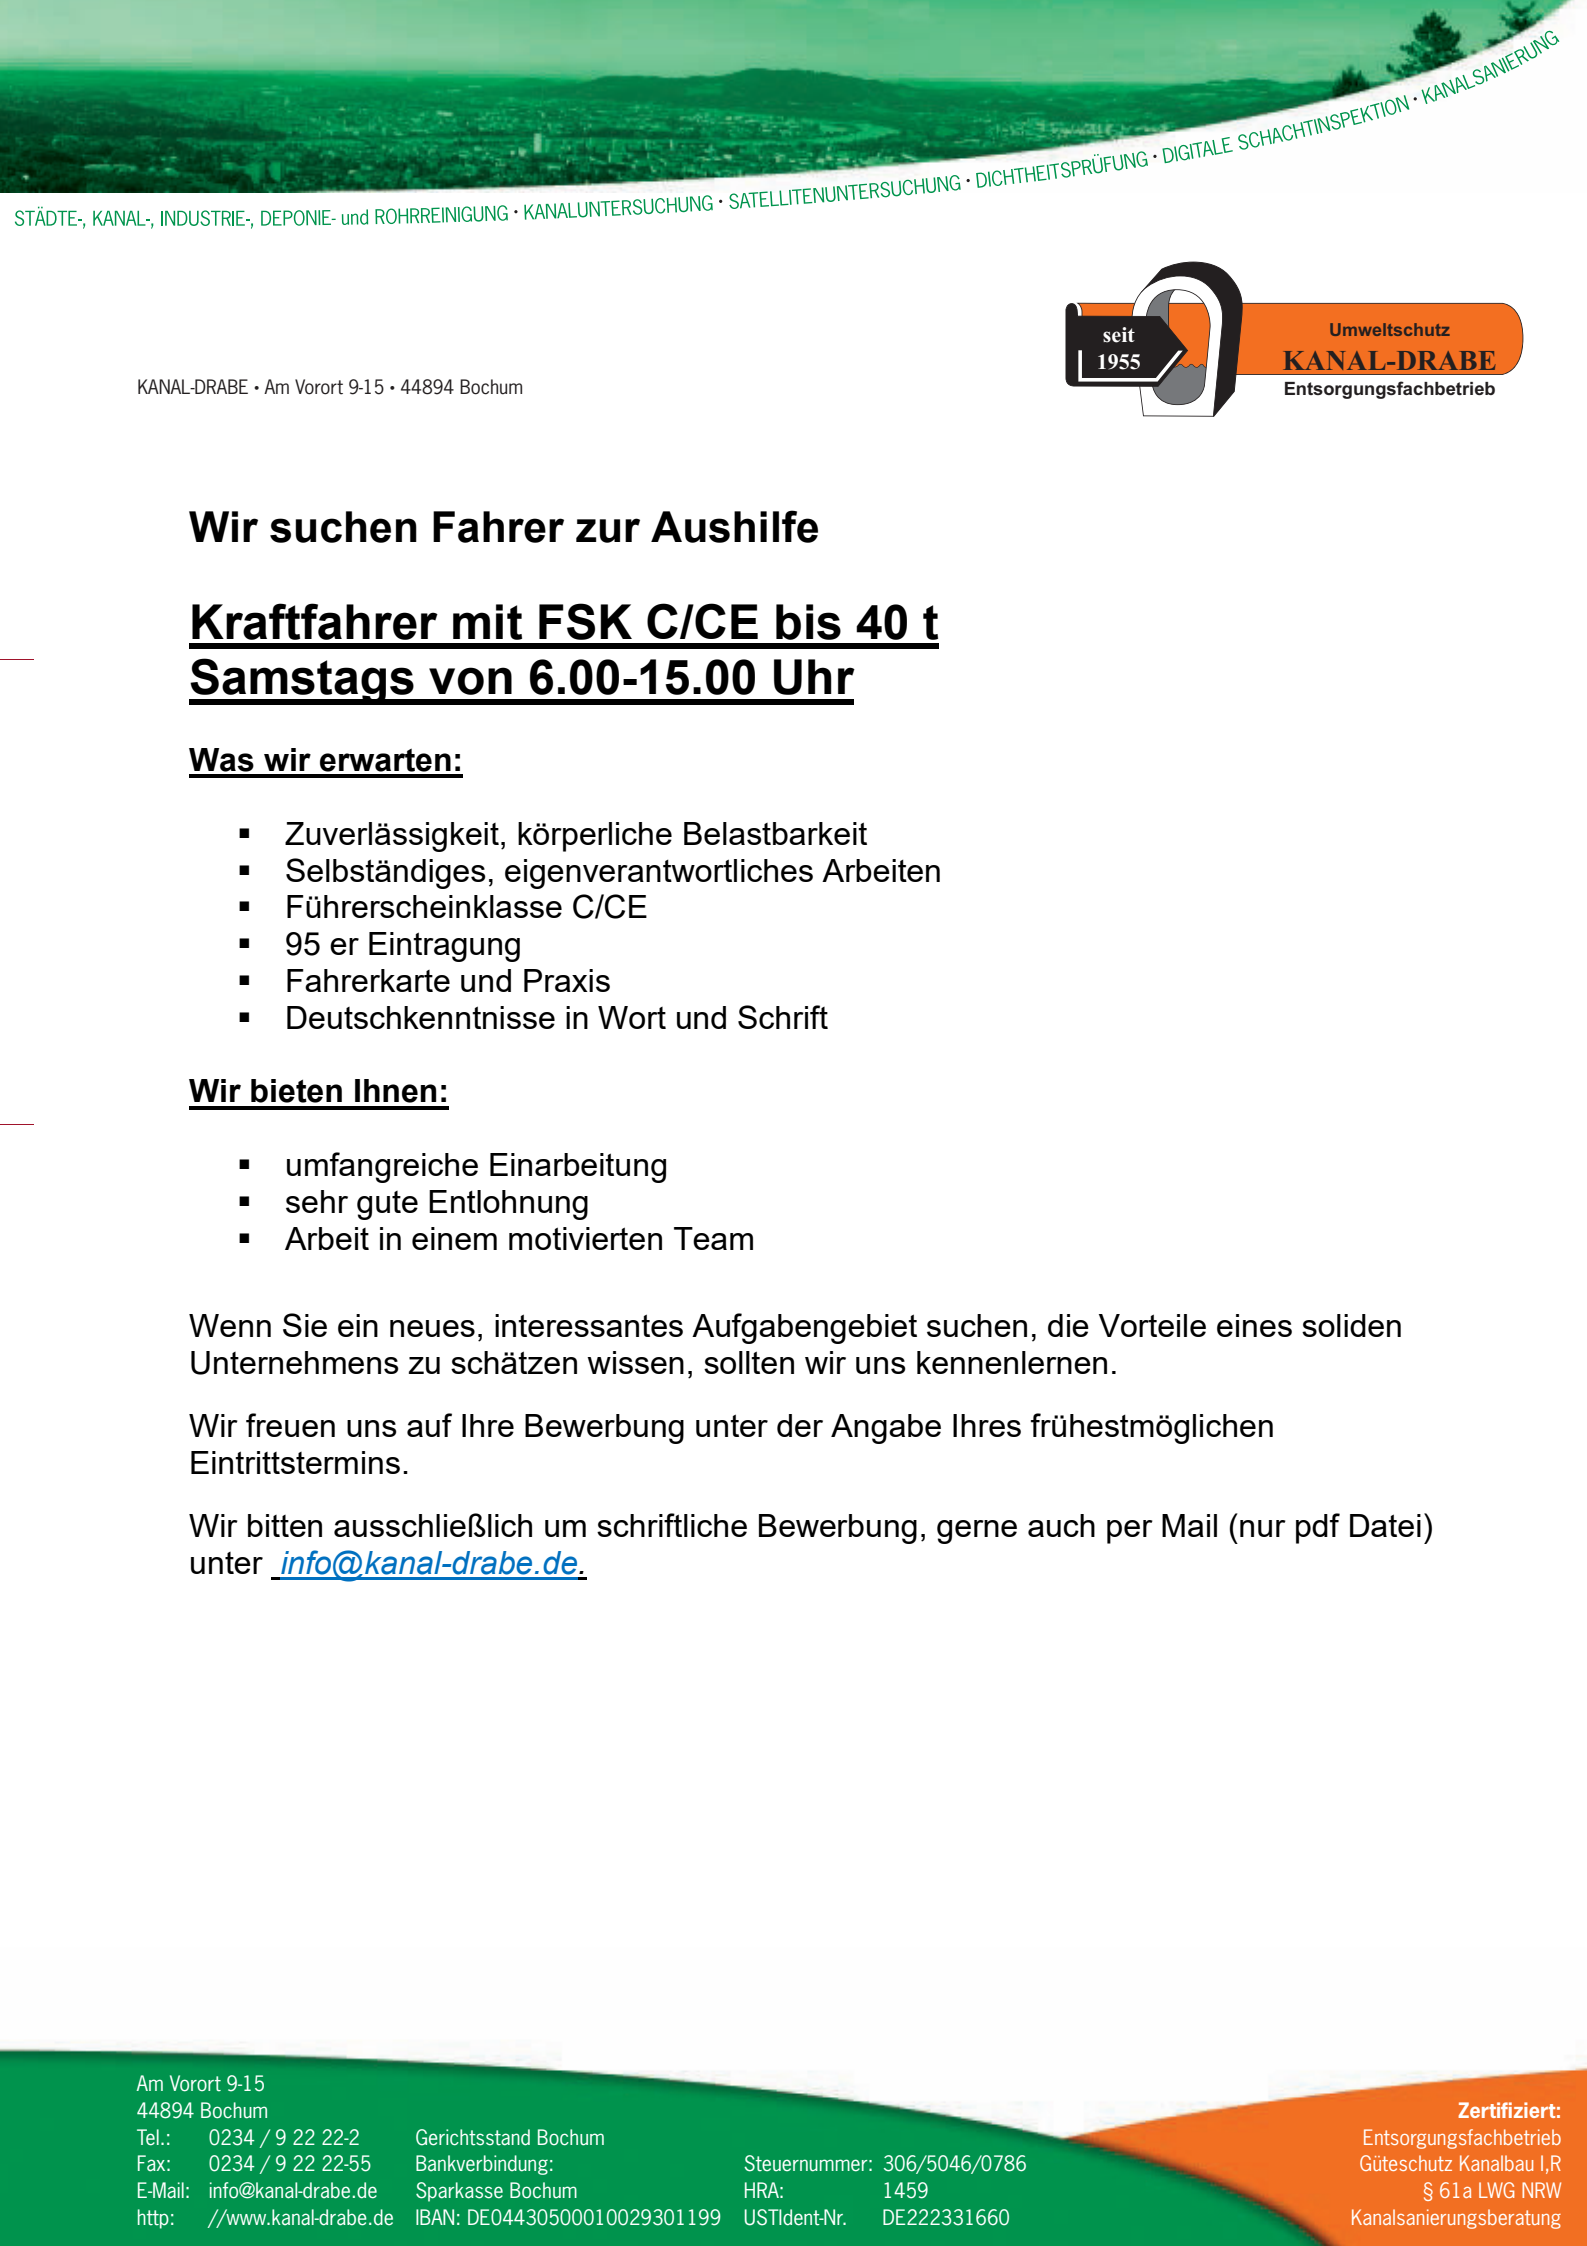 STÄDTE-, KANAL-, INDUSTRIE-, DEPONIE- und ROHRREINIGUNG • KANALUNTERSUCHUNG • SATELLITENUNTERSUCHUNG • DICHTHEITSPRÜFUNG • DIGITALE SCHACHTINSPEKTION • KANALSANIERUNG
seit
1955
Umweltschutz
KANAL-DRABE
Entsorgungsfachbetrieb
KANAL-DRABE • Am Vorort 9-15 • 44894 Bochum
Wir suchen Fahrer zur Aushilfe
Kraftfahrer mit FSK C/CE bis 40 t
Samstags von 6.00-15.00 Uhr
Was wir erwarten:
▪ Zuverlässigkeit, körperliche Belastbarkeit
▪ Selbständiges, eigenverantwortliches Arbeiten
▪ Führerscheinklasse C/CE
▪ 95 er Eintragung
▪ Fahrerkarte und Praxis
▪ Deutschkenntnisse in Wort und Schrift
Wir bieten Ihnen:
▪ umfangreiche Einarbeitung
▪ sehr gute Entlohnung
▪ Arbeit in einem motivierten Team
Wenn Sie ein neues, interessantes Aufgabengebiet suchen, die Vorteile eines soliden
Unternehmens zu schätzen wissen, sollten wir uns kennenlernen.
Wir freuen uns auf Ihre Bewerbung unter der Angabe Ihres frühestmöglichen
Eintrittstermins.
Wir bitten ausschließlich um schriftliche Bewerbung, gerne auch per Mail (nur pdf Datei)
unter info@kanal-drabe.de.
Am Vorort 9-15
44894 Bochum
Tel.: 0234 / 9 22 22-2
Fax: 0234 / 9 22 22-55
E-Mail: info@kanal-drabe.de
http: //www.kanal-drabe.de
Gerichtsstand Bochum
Bankverbindung:
Sparkasse Bochum
IBAN: DE04430500010029301199
Steuernummer: 306/5046/0786
HRA: 1459
USTIdent-Nr. DE222331660
Zertifiziert:
Entsorgungsfachbetrieb
Güteschutz Kanalbau I,R
§ 61a LWG NRW
Kanalsanierungsberatung